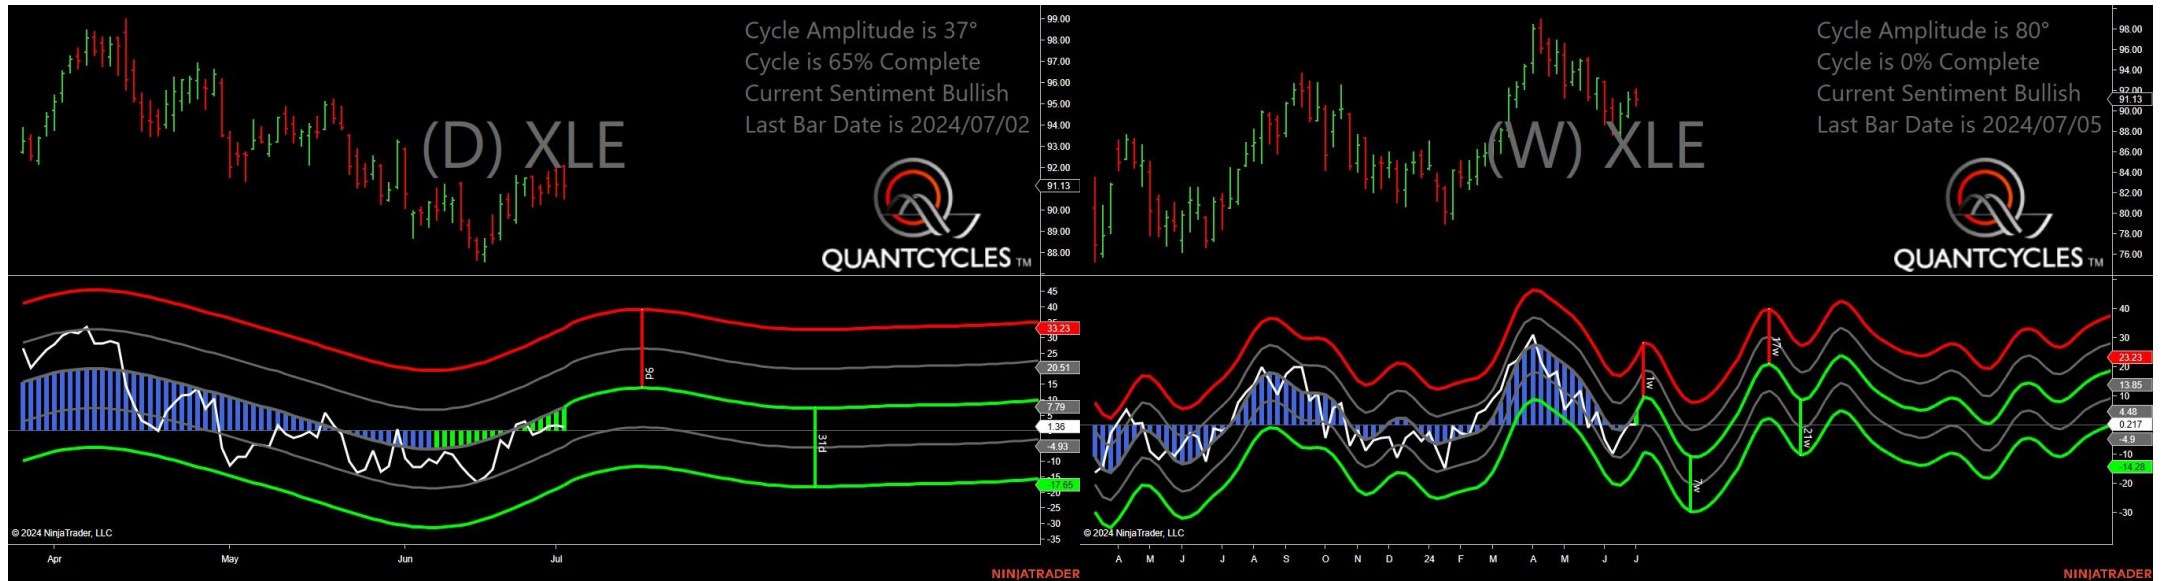 Cycle Amplitude is 37°
Cycle is 65% Complete
Current Sentiment Bullish
Last Bar Date is 2024/07/02
(D) XLE
QUANTCYCLES TM
99.00
98.00
97.00
96.00
95.00
94.00
93.00
92.00
91.13
90.00
89.00
88.00
45
40
33.23
30
25
20.51
15
7.79
1.36
-4.93
-10
-17.65
-20
-25
-30
-35
9d
31d
© 2024 NinjaTrader, LLC
Apr May Jun Jul
NINJATRADER
Cycle Amplitude is 80°
Cycle is 0% Complete
Current Sentiment Bullish
Last Bar Date is 2024/07/05
(W) XLE
QUANTCYCLES TM
98.00
96.00
94.00
92.00
91.13
90.00
88.00
86.00
84.00
82.00
80.00
78.00
76.00
40
30
23.23
20
13.85
10
4.48
0.217
-4.9
-10
-14.28
-20
-30
1w
7w
17w
21w
© 2024 NinjaTrader, LLC
A M J J A S O N D 24 F M A M J J
NINJATRADER